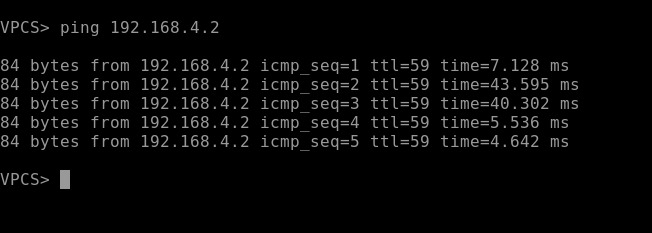 VPCS> ping 192.168.4.2
84 bytes from 192.168.4.2 icmp_seq=1 ttl=59 time=7.128 ms
84 bytes from 192.168.4.2 icmp_seq=2 ttl=59 time=43.595 ms
84 bytes from 192.168.4.2 icmp_seq=3 ttl=59 time=40.302 ms
84 bytes from 192.168.4.2 icmp_seq=4 ttl=59 time=5.536 ms
84 bytes from 192.168.4.2 icmp_seq=5 ttl=59 time=4.642 ms
VPCS>